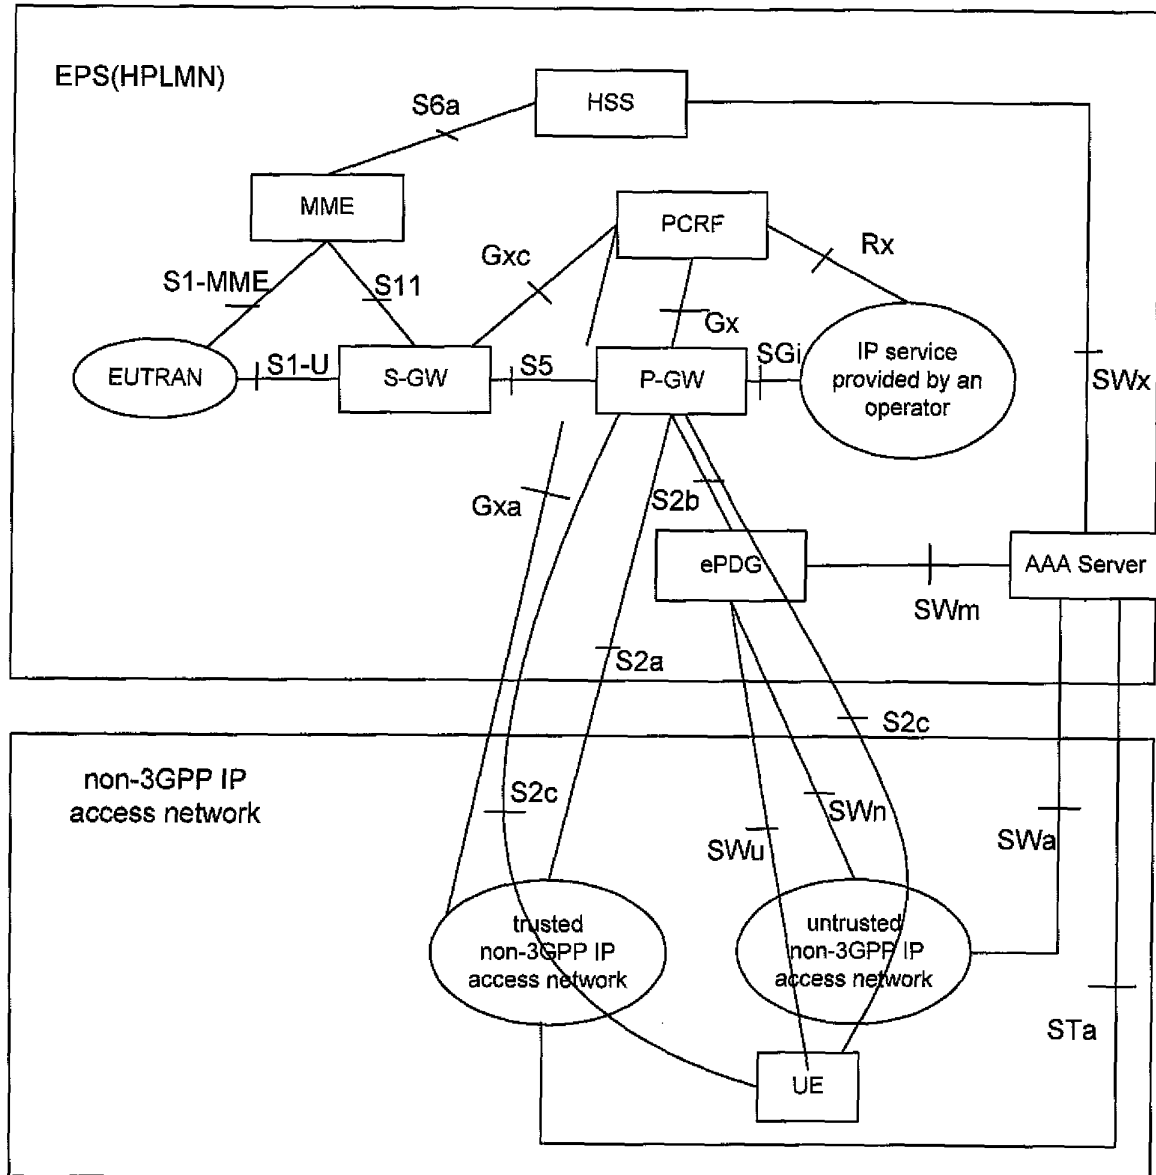 EPS(HPLMN)
HSS
S6a
MME
PCRF
Rx
Gxc
S1-MME
S11
Gx
EUTRAN
S1-U
S-GW
S5
P-GW
SGi
IP service
provided by an
operator
SWx
Gxa
S2b
ePDG
AAA Server
SWm
S2a
S2c
non-3GPP IP
access network
S2c
SWn
SWu
SWa
trusted
non-3GPP IP
access network
untrusted
non-3GPP IP
access network
STa
UE